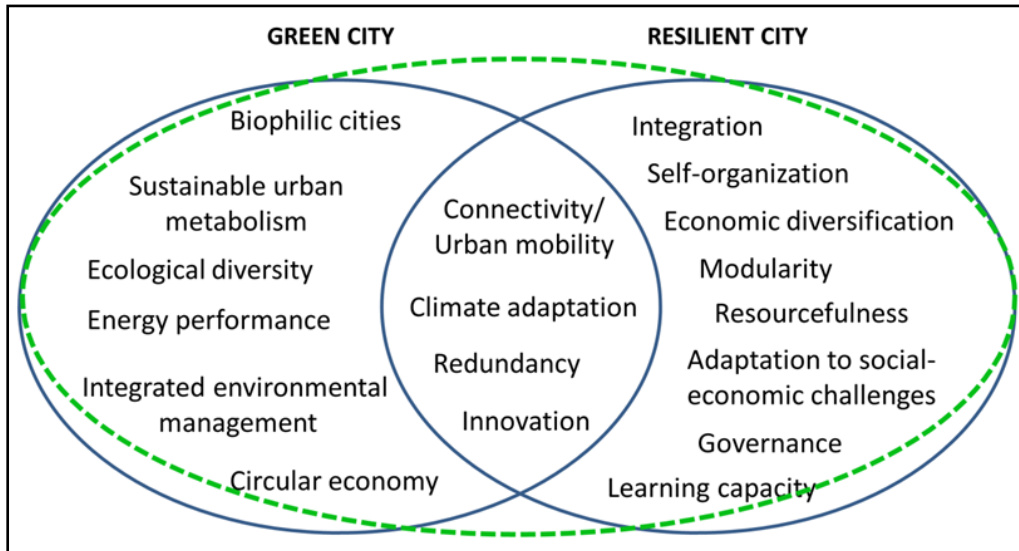 GREEN CITY
RESILIENT CITY
Biophilic cities
Sustainable urban
metabolism
Ecological diversity
Energy performance
Integrated environmental
management
Circular economy
Connectivity/
Urban mobility
Climate adaptation
Redundancy
Innovation
Integration
Self-organization
Economic diversification
Modularity
Resourcefulness
Adaptation to social-
economic challenges
Governance
Learning capacity